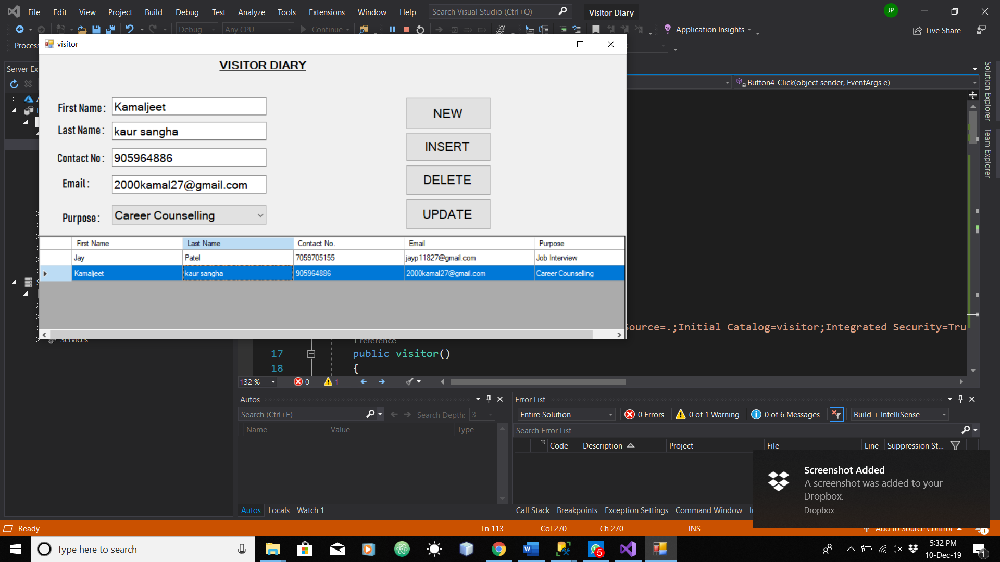 File Edit View Project Build Debug Test Analyze Tools Extensions Window Help Search Visual Studio (Ctrl+Q) Visitor Diary JP
Debug Any CPU Continue Application Insights Live Share
Process
visitor
VISITOR DIARY
Server Ex
Button4_Click(object sender, EventArgs e)
Solution Explorer
Team Explorer
First Name : Kamaljeet
Last Name : kaur sangha
Contact No : 905964886
Email : 2000kamal27@gmail.com
Purpose : Career Counselling
NEW
INSERT
DELETE
UPDATE
First Name Last Name Contact No. Email Purpose
Jay Patel 7059705155 jayp11827@gmail.com Job Interview
Kamaljeet kaur sangha 905964886 2000kamal27@gmail.com Career Counselling
Source=.;Initial Catalog=visitor;Integrated Security=Tru
Services
1 reference
17 public visitor()
18 {
132 % 0 1
Autos
Search (Ctrl+E) Search Depth: 3
Name Value Type
Autos Locals Watch 1
Error List
Entire Solution 0 Errors 0 of 1 Warning 0 of 6 Messages Build + IntelliSense
Search Error List
Code Description Project File Line Suppression St...
Call Stack Breakpoints Exception Settings Command Window
Screenshot Added
A screenshot was added to your
Dropbox.
Dropbox
Ready Ln 113 Col 270 Ch 270 INS Add to Source Control 3
Type here to search
5
5:32 PM
10-Dec-19
1